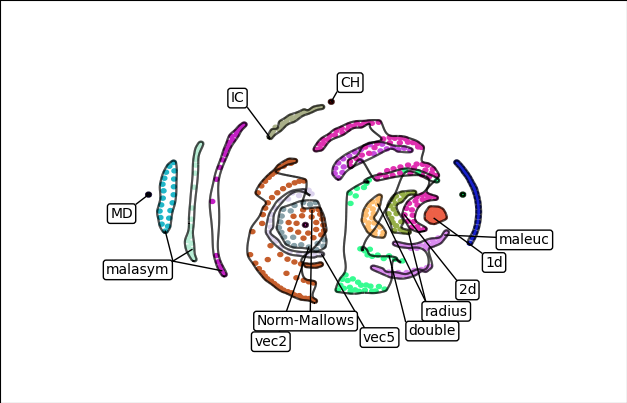 CH
IC
MD
maleuc
malasym
1d
2d
radius
Norm-Mallows
double
vec5
vec2